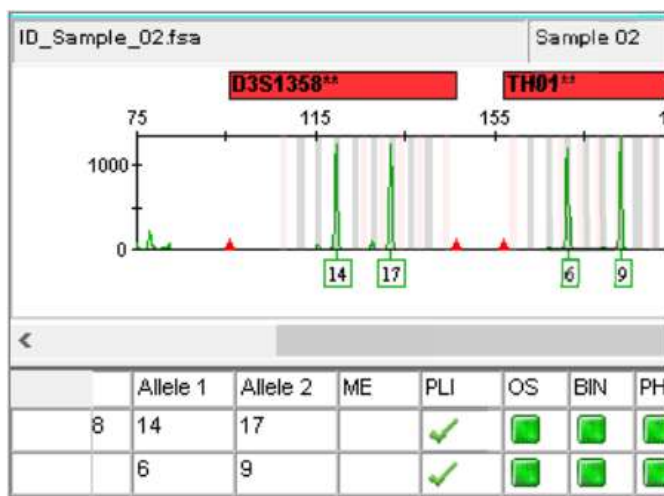 ID_Sample_02.fsa Sample 02
D3S1358** TH01**
75 115 155
1000
0
14 17 6 9
Allele 1 Allele 2 ME PLI OS BIN PH
8 14 17
6 9